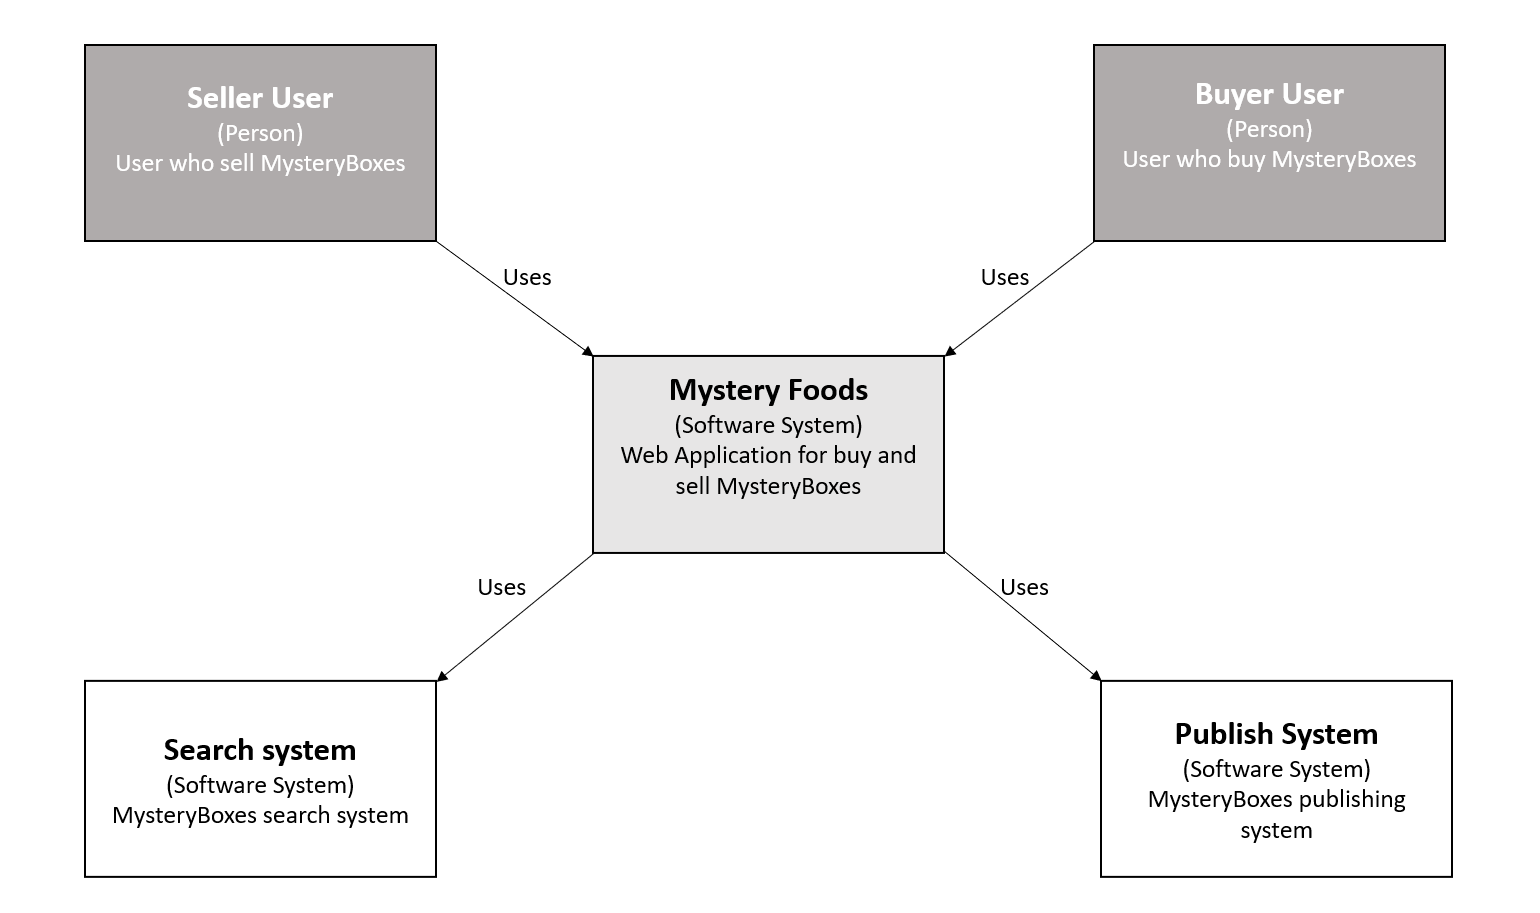 Seller User
(Person)
User who sell MysteryBoxes
Buyer User
(Person)
User who buy MysteryBoxes
Uses
Uses
Mystery Foods
(Software System)
Web Application for buy and
sell MysteryBoxes
Uses
Uses
Search system
(Software System)
MysteryBoxes search system
Publish System
(Software System)
MysteryBoxes publishing
system